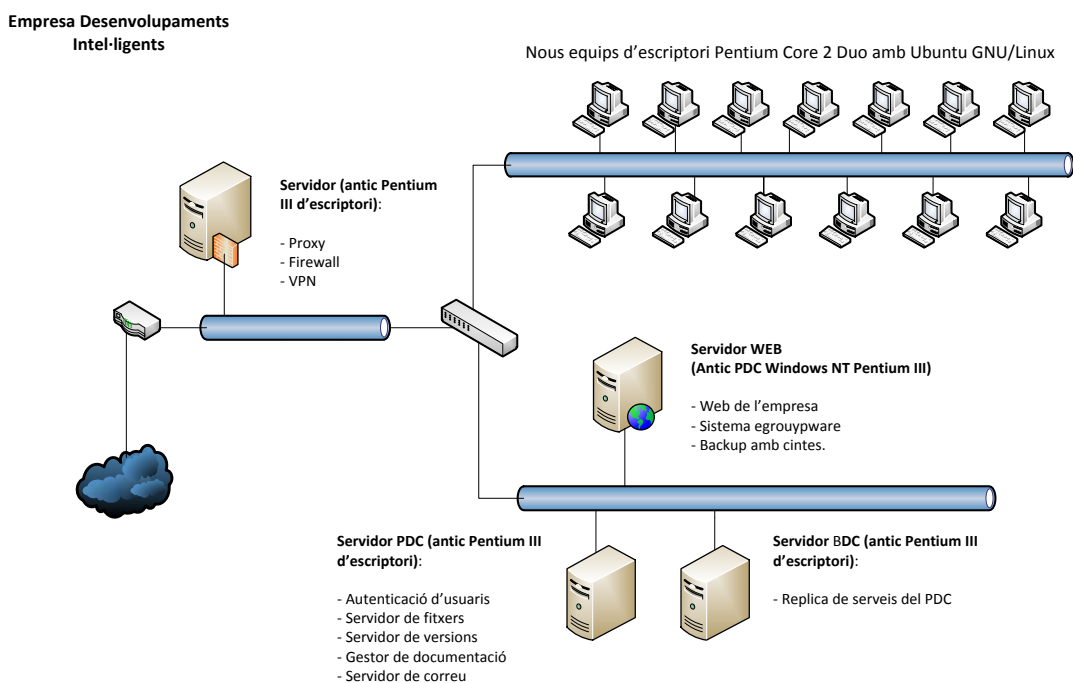 Empresa Desenvolupaments
Intel·ligents
Nous equips d’escriptori Pentium Core 2 Duo amb Ubuntu GNU/Linux
Servidor (antic Pentium
III d’escriptori):
- Proxy
- Firewall
- VPN
Servidor WEB
(Antic PDC Windows NT Pentium III)
- Web de l’empresa
- Sistema egrouypware
- Backup amb cintes.
Servidor PDC (antic Pentium III
d’escriptori):
- Autenticació d’usuaris
- Servidor de fitxers
- Servidor de versions
- Gestor de documentació
- Servidor de correu
Servidor BDC (antic Pentium III
d’escriptori):
- Replica de serveis del PDC